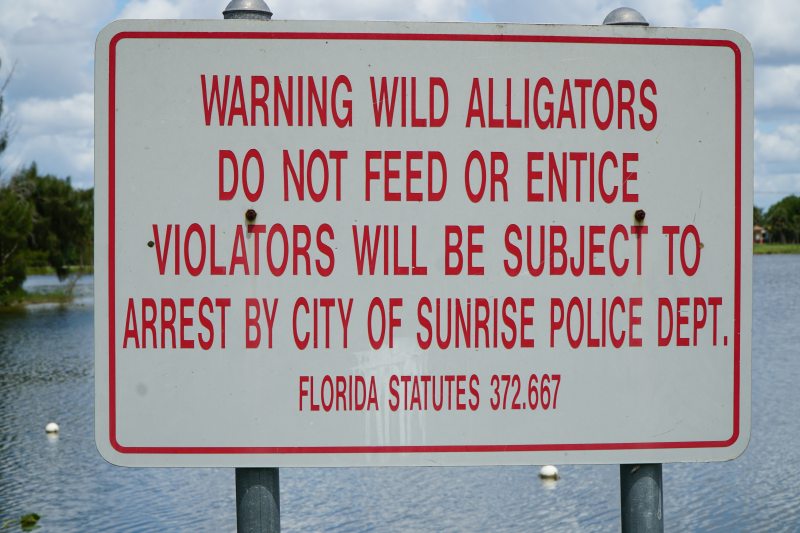 WARNING WILD ALLIGATORS
DO NOT FEED OR ENTICE
VIOLATORS WILL BE SUBJECT TO
ARREST BY CITY OF SUNRISE POLICE DEPT.
FLORIDA STATUTES 372.667